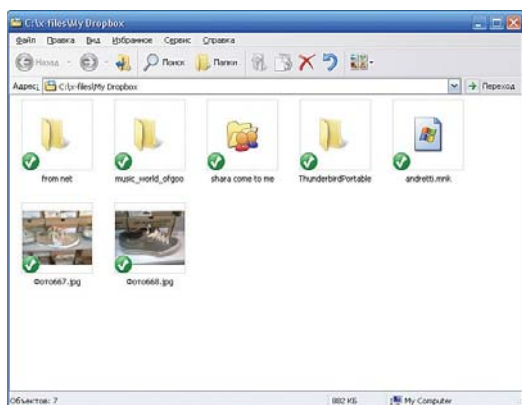 C:\x-files\My Dropbox
Файл Правка Вид Избранное Сервис Справка
Назад Поиск Папки
Адрес: C:\x-files\My Dropbox Переход
from net music_world_ofgoo shara come to me ThunderbirdPortable andretti.mnk
Фото667.jpg Фото668.jpg
Объектов: 7 882 КБ My Computer